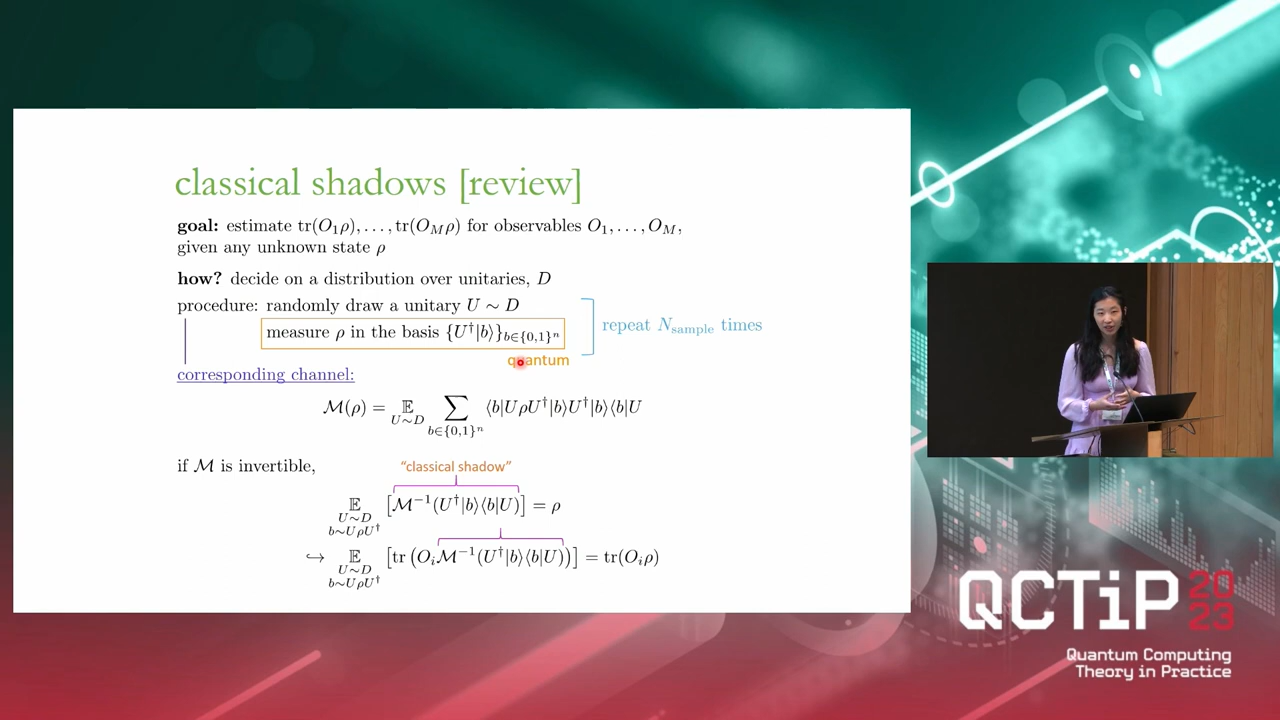 classical shadows [review]
goal: estimate tr(O₁ρ), . . . , tr(O_Mρ) for observables O₁, . . . , O_M,
given any unknown state ρ
how? decide on a distribution over unitaries, D
procedure: randomly draw a unitary U ∼ D
measure ρ in the basis {U†|b⟩}_{b∈{0,1}ⁿ}
repeat N_sample times
quantum
corresponding channel:
ℳ(ρ) = 𝔼_{U∼D} ∑_{b∈{0,1}ⁿ} ⟨b|UρU†|b⟩U†|b⟩⟨b|U
if ℳ is invertible,
“classical shadow”
𝔼_{U∼D b∼UρU†} [ℳ⁻¹(U†|b⟩⟨b|U)] = ρ
↪ 𝔼_{U∼D b∼UρU†} [tr (O_iℳ⁻¹(U†|b⟩⟨b|U))] = tr(O_iρ)
QCTiP 20
23
Quantum Computing
Theory in Practice